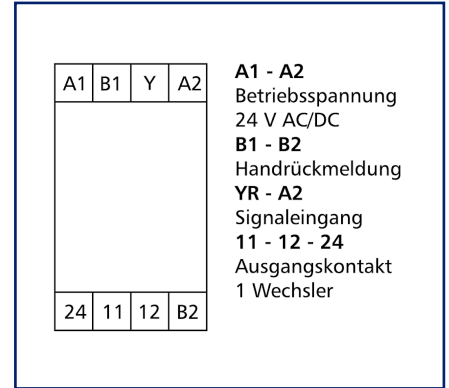 A1 B1 Y A2
24 11 12 B2
A1 - A2
Betriebsspannung
24 V AC/DC
B1 - B2
Handrückmeldung
YR - A2
Signaleingang
11 - 12 - 24
Ausgangskontakt
1 Wechsler